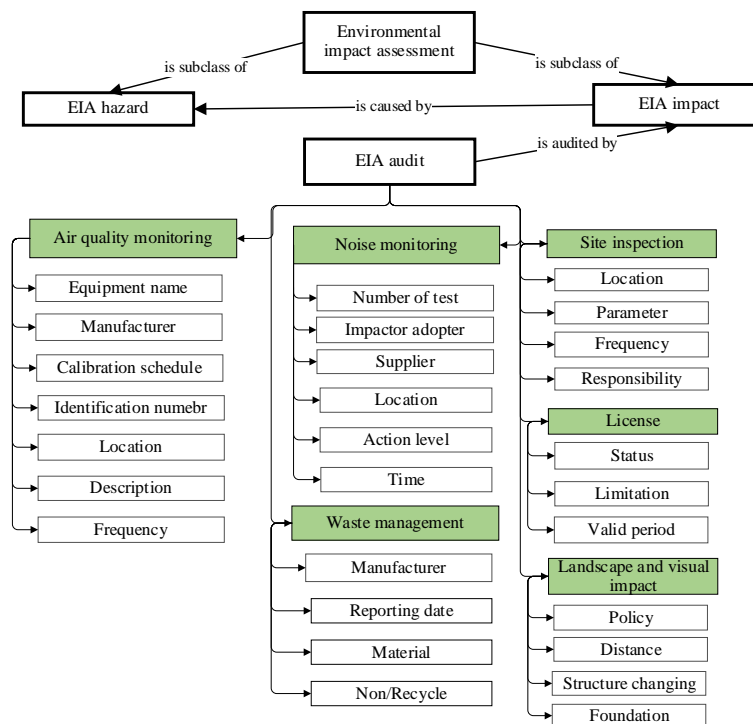 Environmental
impact assessment
is subclass of
is subclass of
EIA hazard
is caused by
EIA impact
is audited by
EIA audit
Air quality monitoring
Equipment name
Manufacturer
Calibration schedule
Identification numebr
Location
Description
Frequency
Noise monitoring
Number of test
Impactor adopter
Supplier
Location
Action level
Time
Waste management
Manufacturer
Reporting date
Material
Non/Recycle
Site inspection
Location
Parameter
Frequency
Responsibility
License
Status
Limitation
Valid period
Landscape and visual
impact
Policy
Distance
Structure changing
Foundation